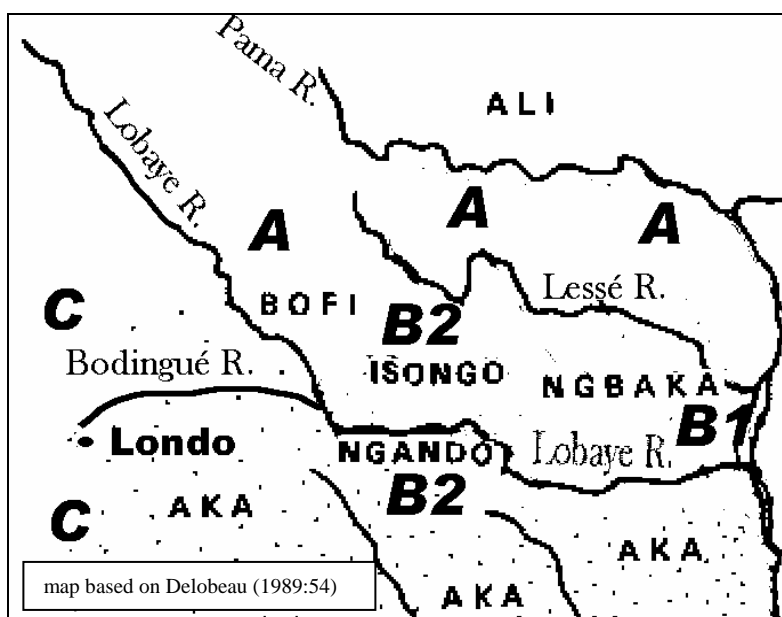 Pama R.
ALI
Lobaye R.
A
A
A
C
BOFI
Lessé R.
B2
Bodingué R.
ISONGO
NGBAKA
B1
Londo
NGANDO
Lobaye R.
B2
C
AKA
AKA
AKA
map based on Delobeau (1989:54)